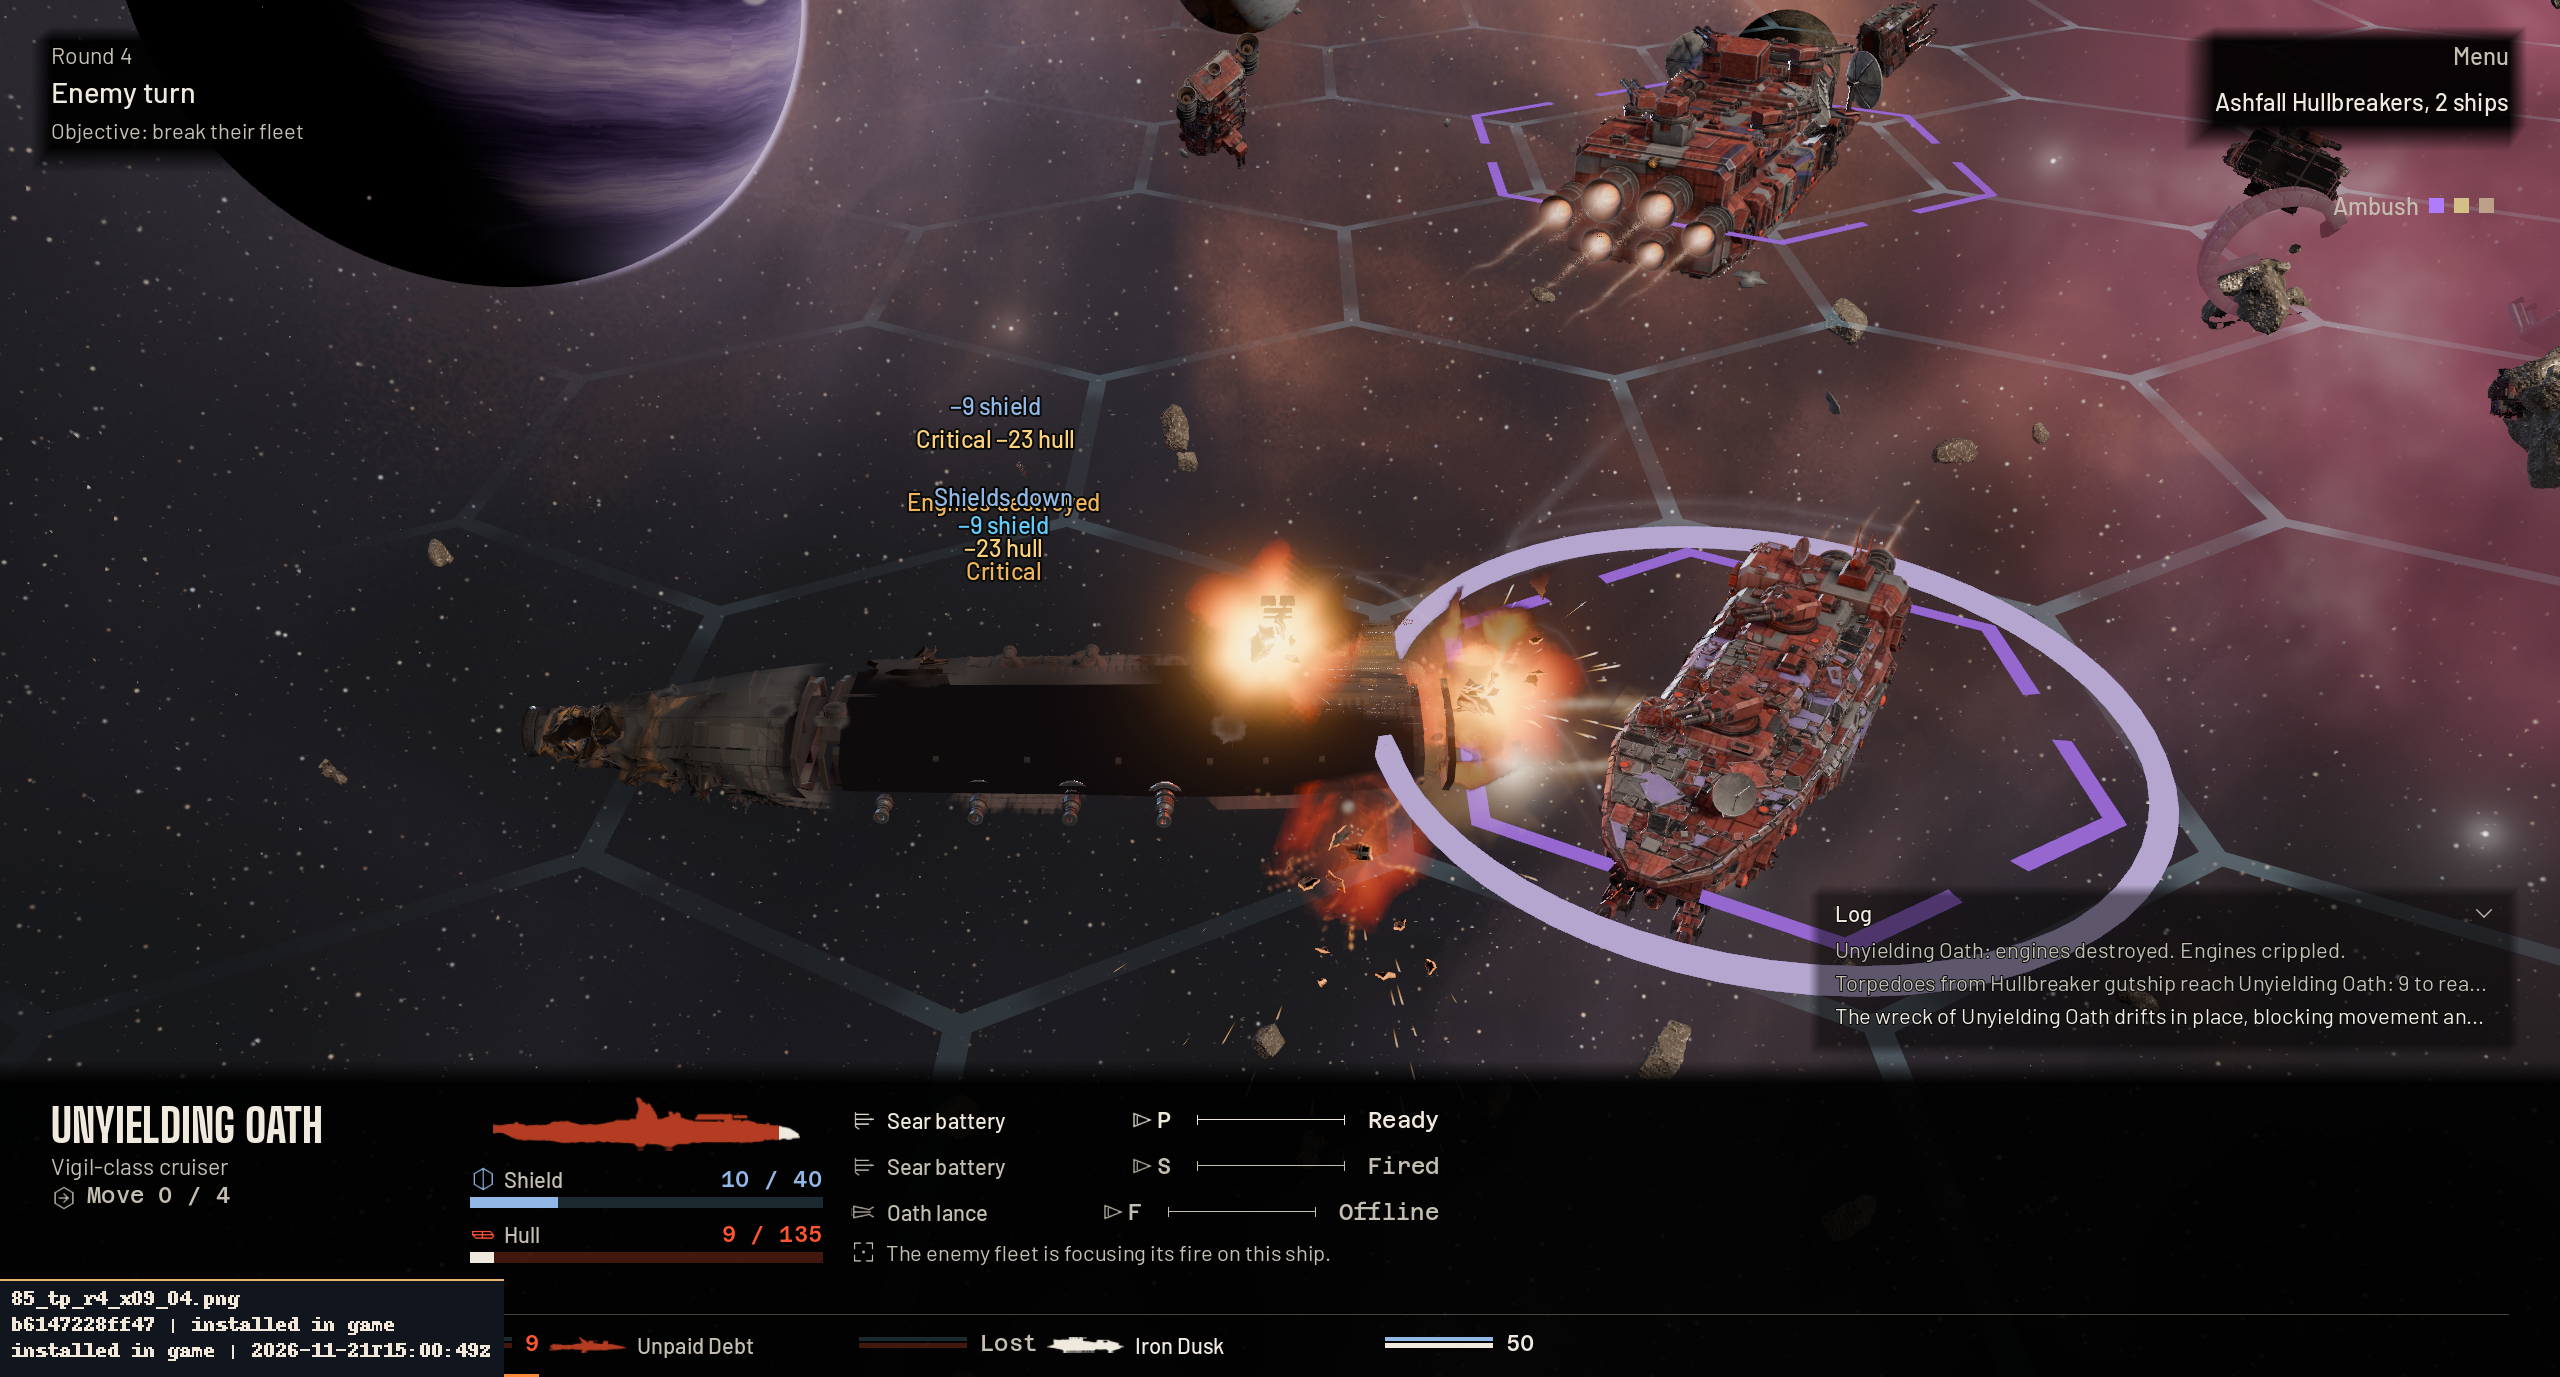 Round 4
Enemy turn
Objective: break their fleet
Menu
Ashfall Hullbreakers, 2 ships
Ambush
−9 shield
Critical −23 hull
Shields down
Engines destroyed
−9 shield
−23 hull
Critical
Log
Unyielding Oath: engines destroyed. Engines crippled.
Torpedoes from Hullbreaker gutship reach Unyielding Oath: 9 to rea...
The wreck of Unyielding Oath drifts in place, blocking movement an...
UNYIELDING OATH
Vigil-class cruiser
Move 0 / 4
Shield 10 / 40
Hull 9 / 135
Sear battery P Ready
Sear battery S Fired
Oath lance F Offline
The enemy fleet is focusing its fire on this ship.
85_tp_r4_x09_04.png
b6147228ff47 | installed in game
installed in game | 2026-11-21r15:00:49z
9 Unpaid Debt Lost Iron Dusk 50